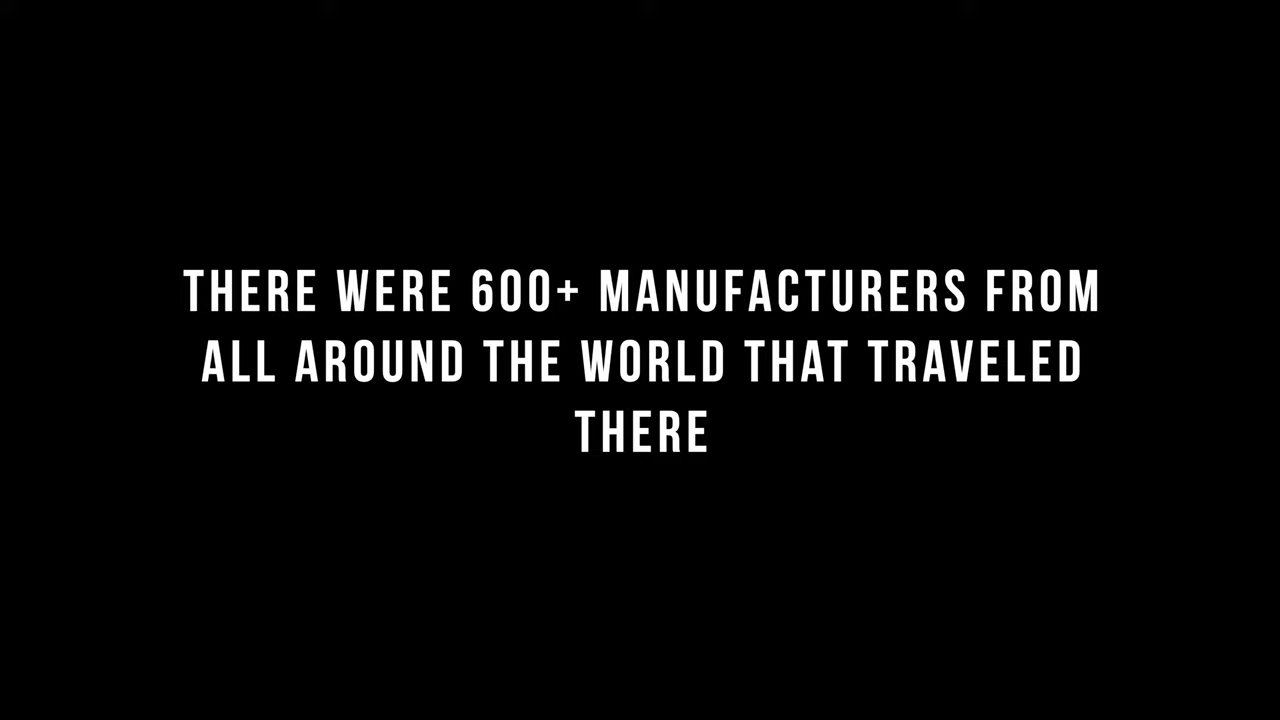 THERE WERE 600+ MANUFACTURERS FROM
ALL AROUND THE WORLD THAT TRAVELED
THERE